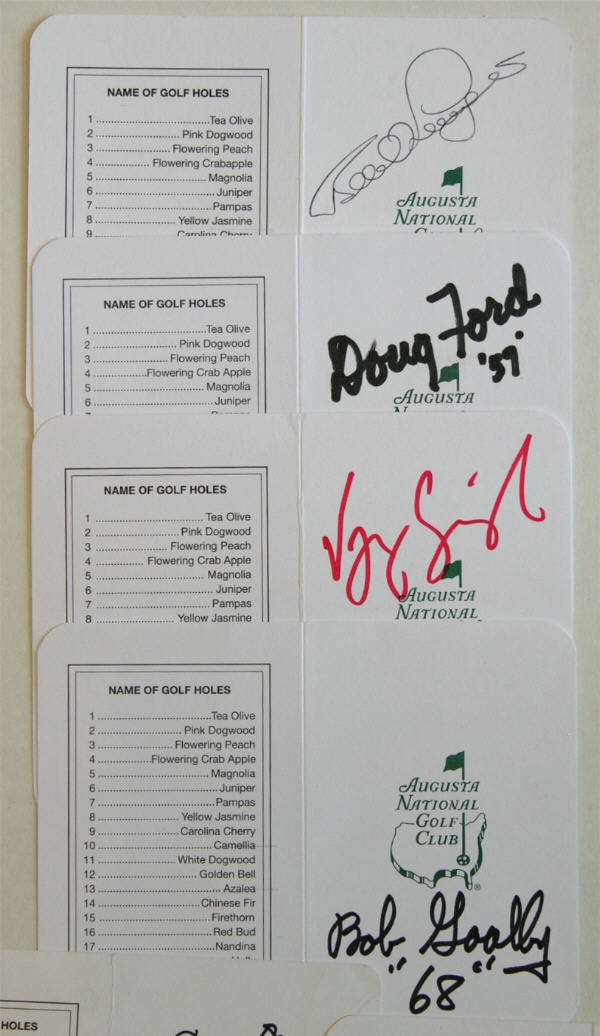 NAME OF GOLF HOLES
1 Tea Olive
2 Pink Dogwood
3 Flowering Peach
4 Flowering Crabapple
5 Magnolia
6 Juniper
7 Pampas
8 Yellow Jasmine
9 Carolina Cherry
AUGUSTA
NATIONAL
NAME OF GOLF HOLES
1 Tea Olive
2 Pink Dogwood
3 Flowering Peach
4 Flowering Crab Apple
5 Magnolia
6 Juniper
7 Pampas
Doug Ford
'57'
AUGUSTA
NAME OF GOLF HOLES
1 Tea Olive
2 Pink Dogwood
3 Flowering Peach
4 Flowering Crab Apple
5 Magnolia
6 Juniper
7 Pampas
8 Yellow Jasmine
Vijay Singh
AUGUSTA
NATIONAL
NAME OF GOLF HOLES
1 Tea Olive
2 Pink Dogwood
3 Flowering Peach
4 Flowering Crab Apple
5 Magnolia
6 Juniper
7 Pampas
8 Yellow Jasmine
9 Carolina Cherry
10 Camellia
11 White Dogwood
12 Golden Bell
13 Azalea
14 Chinese Fir
15 Firethorn
16 Red Bud
17 Nandina
AUGUSTA
NATIONAL
GOLF
CLUB
®
Bob Goalby
"68"
HOLES